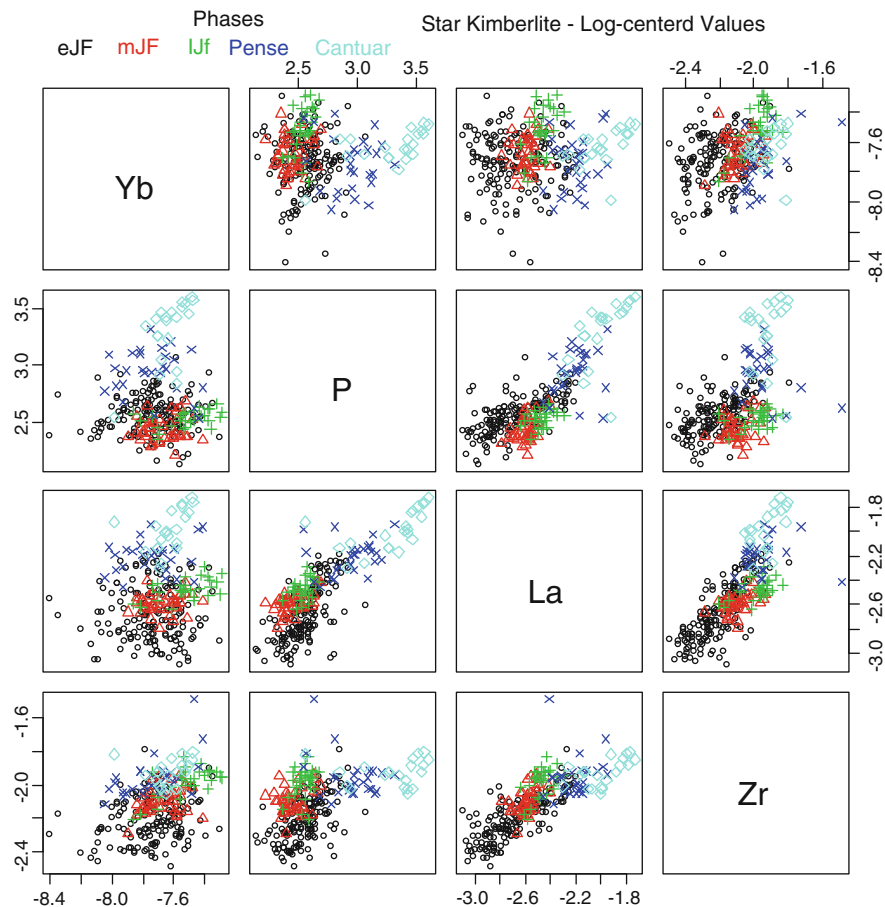 Phases
Star Kimberlite - Log-centerd Values
eJF mJF lJf Pense Cantuar
2.5 3.0 3.5
-2.4 -2.0 -1.6
Yb
-7.6
-8.0
-8.4
3.5
3.0
2.5
P
La
-1.8
-2.2
-2.6
-3.0
-1.6
-2.0
-2.4
Zr
-8.4 -8.0 -7.6
-3.0 -2.6 -2.2 -1.8